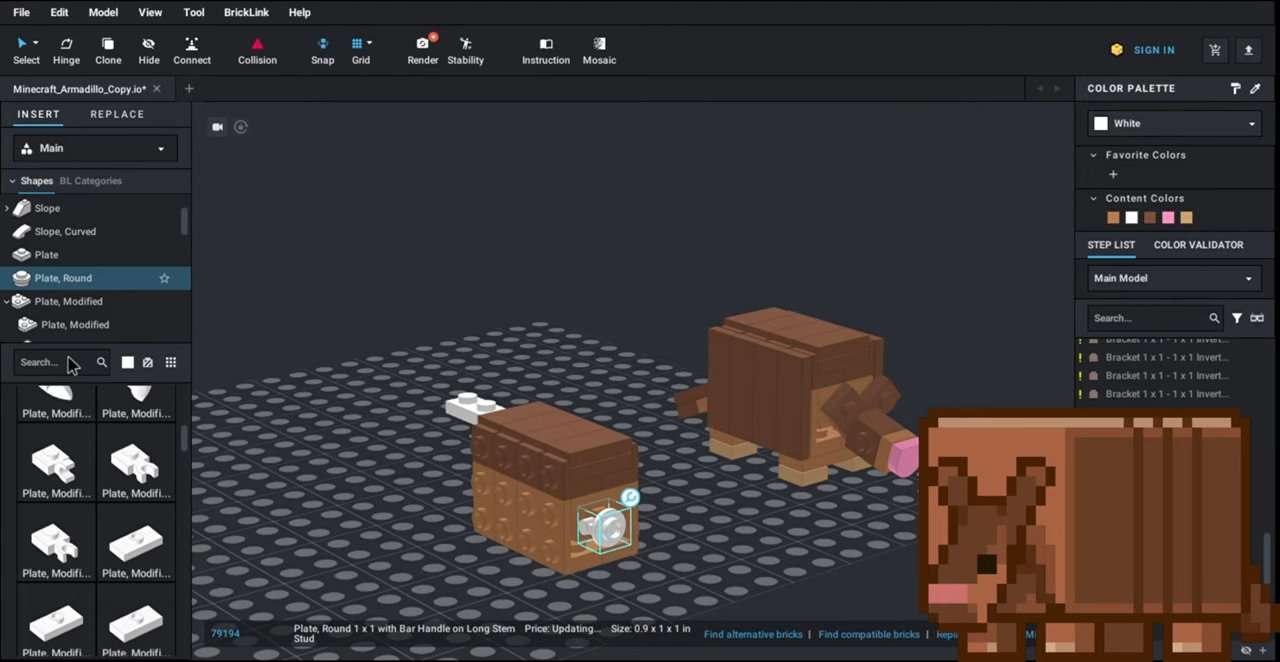 File Edit Model View Tool BrickLink Help
Select Hinge Clone Hide Connect Collision Snap Grid Render Stability Instruction Mosaic SIGN IN
Minecraft_Armadillo_Copy.io*
COLOR PALETTE
INSERT REPLACE
White
Main
Favorite Colors
Shapes BL Categories
Content Colors
Slope
Slope, Curved
STEP LIST COLOR VALIDATOR
Plate
Main Model
Plate, Round
Plate, Modified
Search...
Plate, Modified
Bracket 1 x 1 - 1 x 1 Invert...
Bracket 1 x 1 - 1 x 1 Invert...
Search...
Bracket 1 x 1 - 1 x 1 Invert...
Bracket 1 x 1 - 1 x 1 Invert...
Plate, Modifi... Plate, Modifi...
Plate, Modifi... Plate, Modifi...
Plate, Modifi... Plate, Modifi...
79194
Plate, Round 1 x 1 with Bar Handle on Long Stem Price: Updating... Size: 0.9 x 1 x 1 in
Stud
Find alternative bricks | Find compatible bricks |
Plate, Modifi... Plate, Modifi...